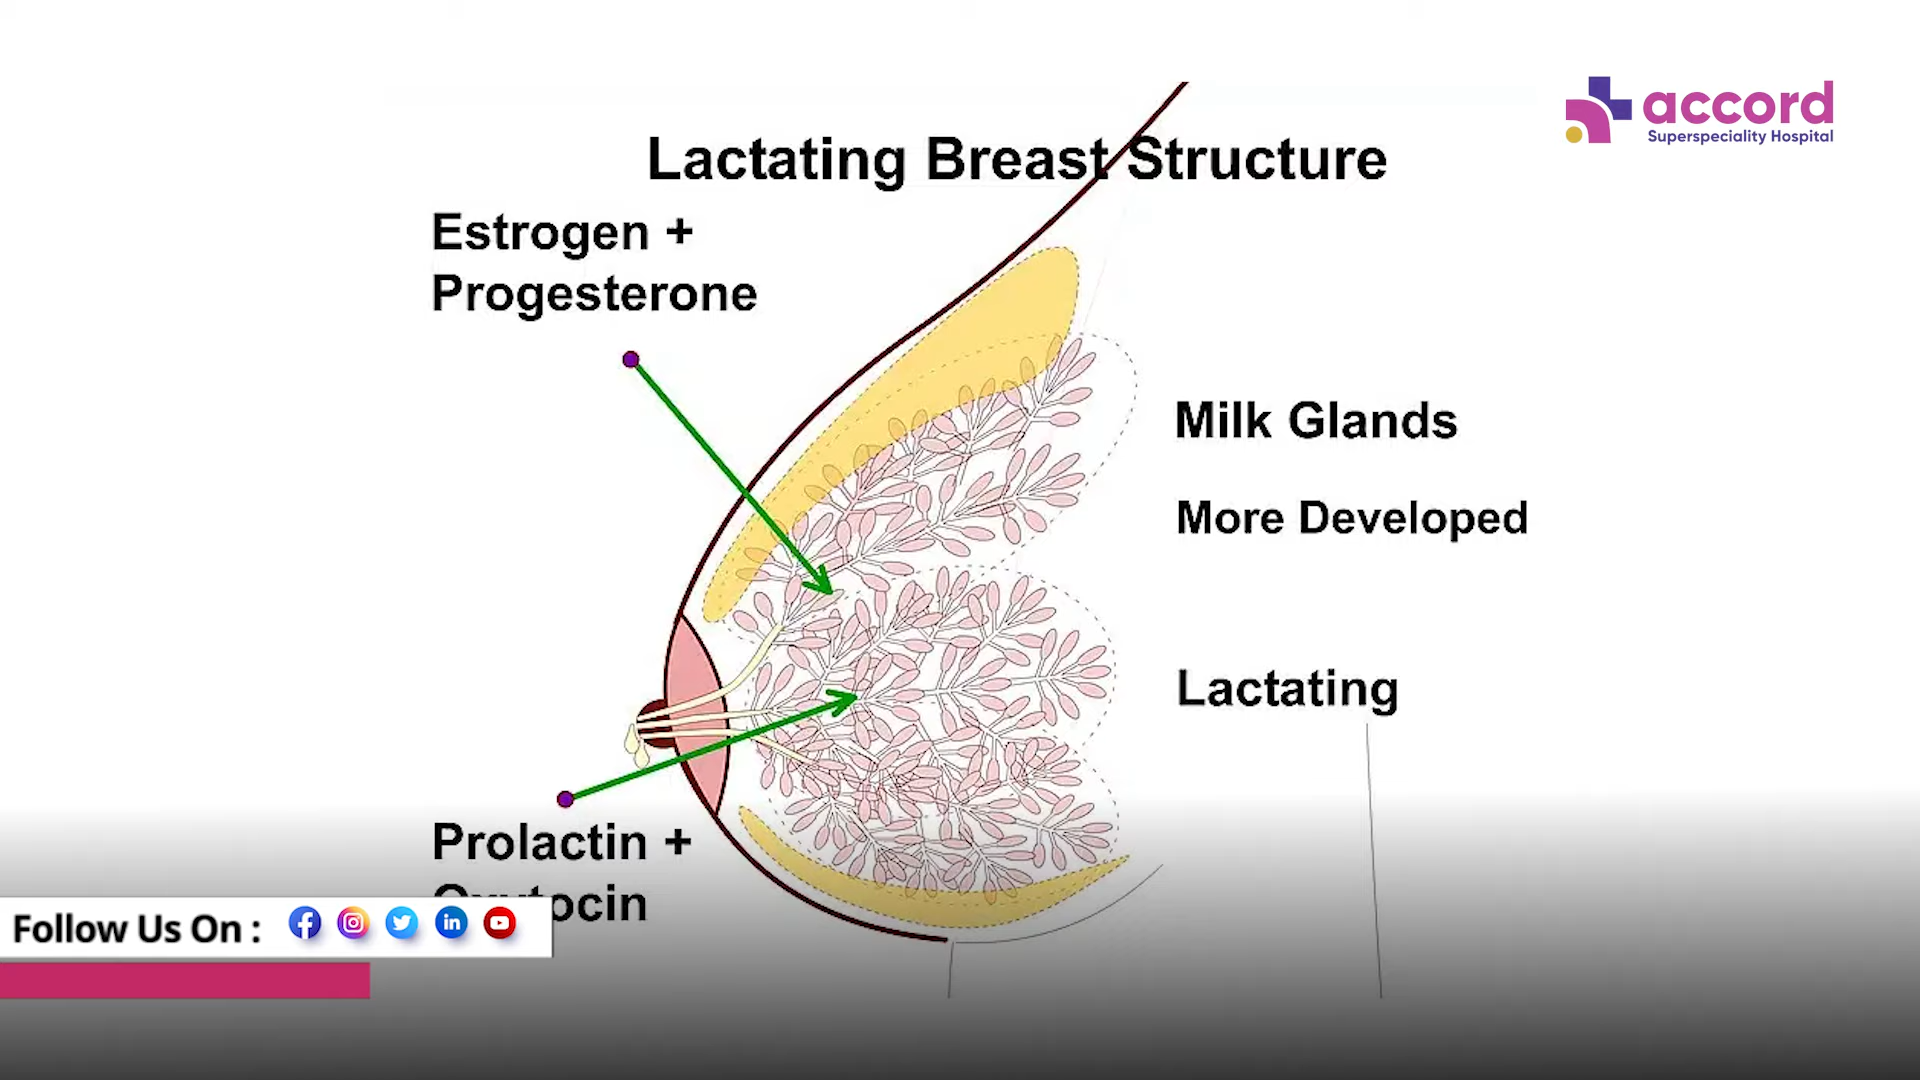 accord
Superspeciality Hospital
Lactating Breast Structure
Estrogen +
Progesterone
Milk Glands
More Developed
Lactating
Prolactin +
Follow Us On :